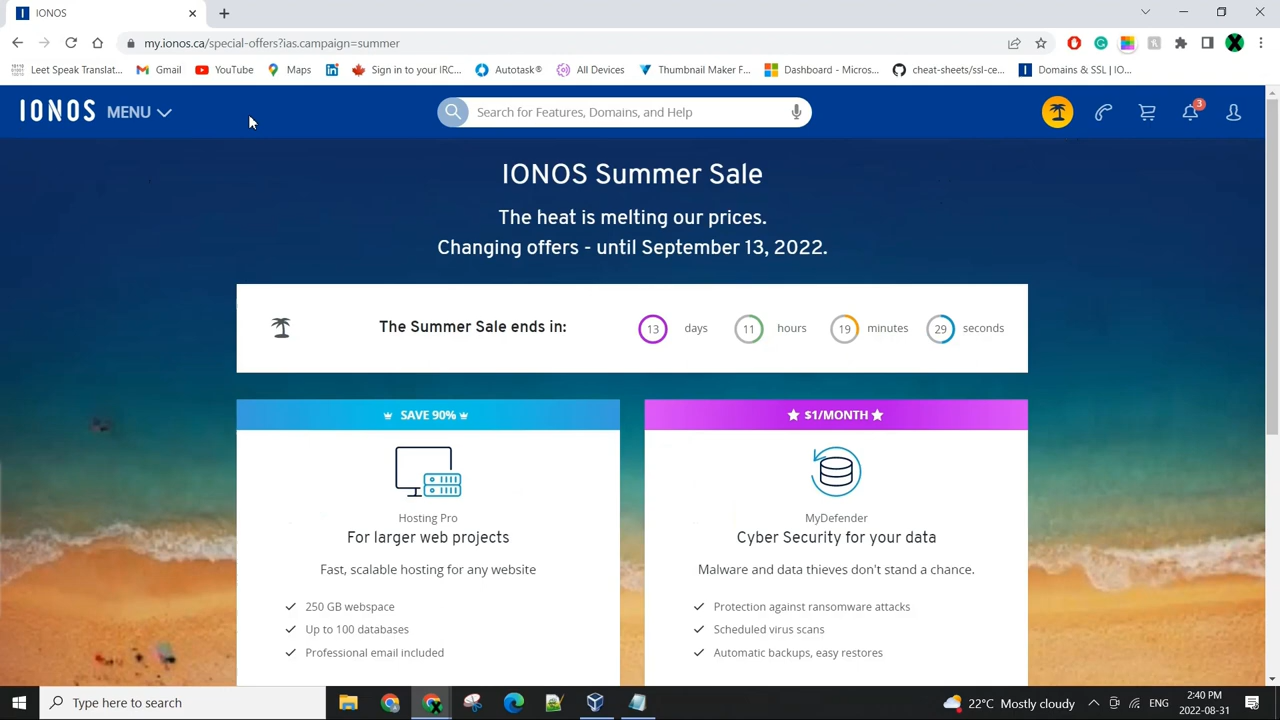 IONOS
my.ionos.ca/special-offers?ias.campaign=summer
Leet Speak Translat...
Gmail
YouTube
Maps
Sign in to your IRC...
Autotask®
All Devices
Thumbnail Maker F...
Dashboard - Micros...
cheat-sheets/ssl-ce...
Domains & SSL | IO...
IONOS MENU
Search for Features, Domains, and Help
3
IONOS Summer Sale
The heat is melting our prices.
Changing offers - until September 13, 2022.
The Summer Sale ends in: 13 days 11 hours 19 minutes 29 seconds
SAVE 90%
Hosting Pro
For larger web projects
Fast, scalable hosting for any website
250 GB webspace
Up to 100 databases
Professional email included
$1/MONTH
MyDefender
Cyber Security for your data
Malware and data thieves don't stand a chance.
Protection against ransomware attacks
Scheduled virus scans
Automatic backups, easy restores
Type here to search
22°C Mostly cloudy
ENG
2:40 PM
2022-08-31